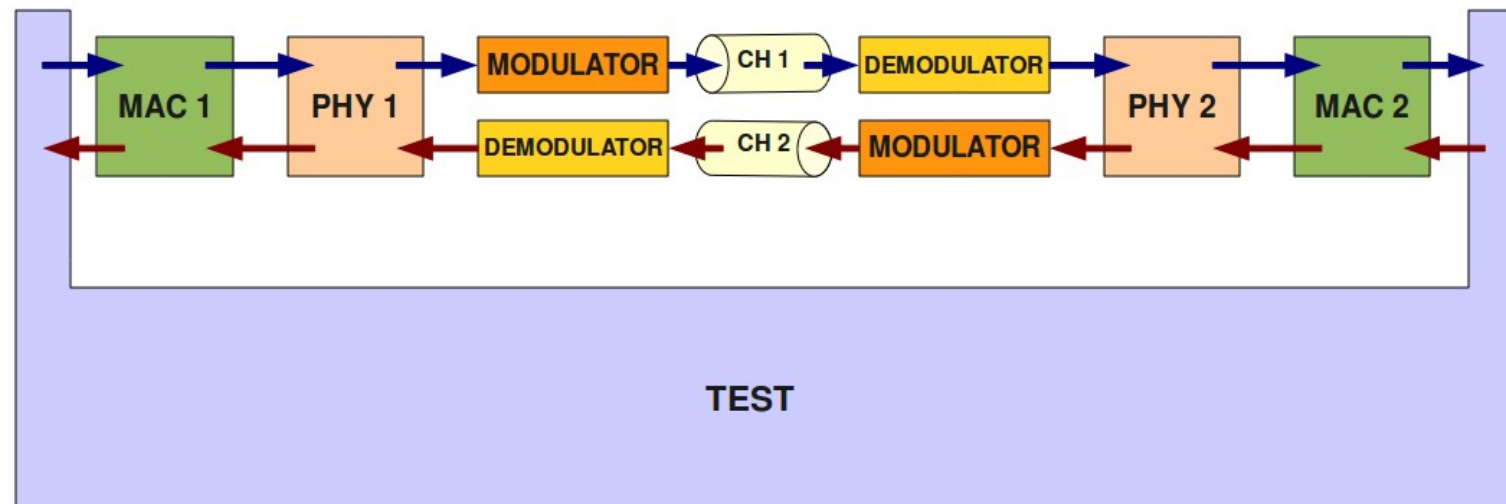 MAC 1
PHY 1
MODULATOR
CH 1
DEMODULATOR
PHY 2
MAC 2
DEMODULATOR
CH 2
MODULATOR
TEST